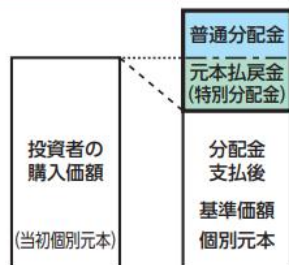 普通分配金
元本払戻金
(特別分配金)
投資者の
購入価額
(当初個別元本)
分配金
支払後
基準価額
個別元本